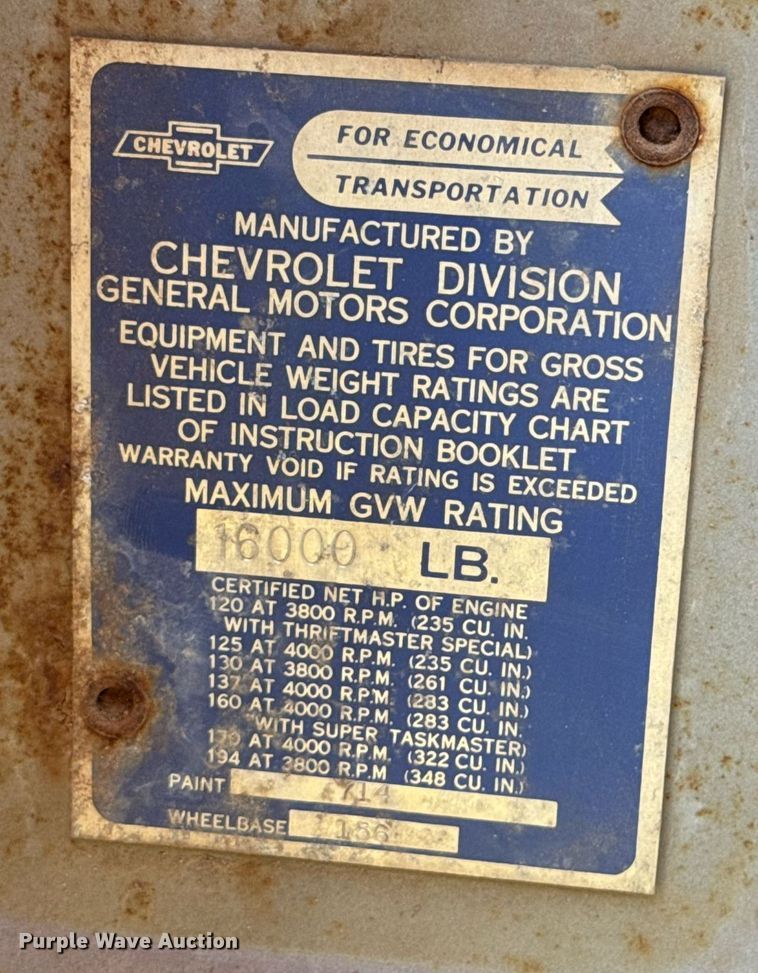 CHEVROLET
FOR ECONOMICAL
TRANSPORTATION
MANUFACTURED BY
CHEVROLET DIVISION
GENERAL MOTORS CORPORATION
EQUIPMENT AND TIRES FOR GROSS
VEHICLE WEIGHT RATINGS ARE
LISTED IN LOAD CAPACITY CHART
OF INSTRUCTION BOOKLET
WARRANTY VOID IF RATING IS EXCEEDED
MAXIMUM GVW RATING
16000 LB.
CERTIFIED NET H.P. OF ENGINE
120 AT 3800 R.P.M. (235 CU. IN.
WITH THRIFTMASTER SPECIAL)
125 AT 4000 R.P.M. (235 CU. IN.)
130 AT 3800 R.P.M. (261 CU. IN.)
137 AT 4000 R.P.M. (283 CU. IN.)
160 AT 4000 R.P.M. (283 CU. IN.
WITH SUPER TASKMASTER)
AT 4000 R.P.M. (322 CU. IN.)
194 AT 3800 R.P.M (348 CU. IN.)
PAINT 714
WHEELBASE
Purple Wave Auction